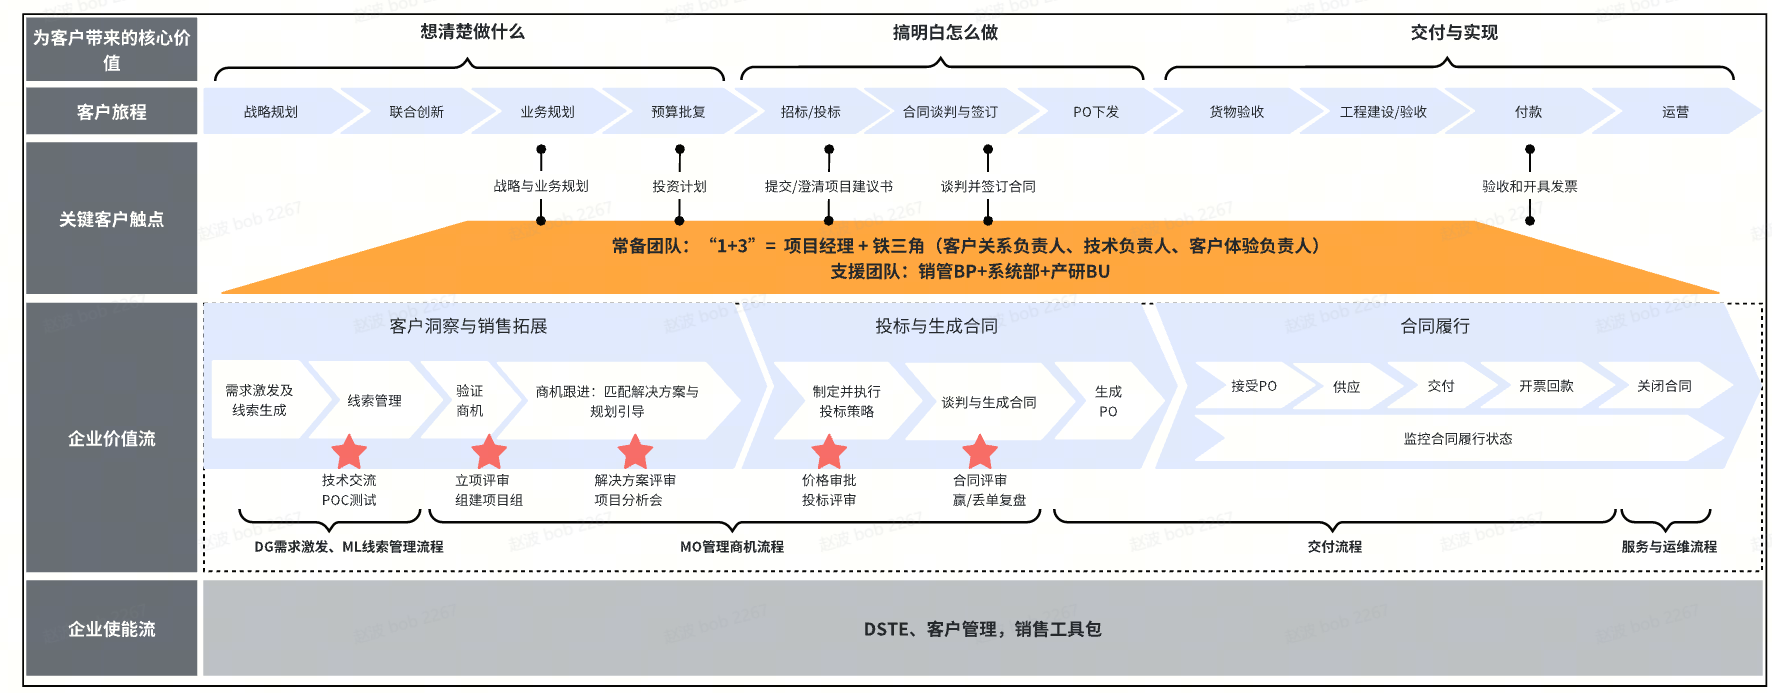 为客户带来的核心价
值
想清楚做什么
搞明白怎么做
交付与实现
客户旅程
战略规划
联合创新
业务规划
预算批复
招标/投标
合同谈判与签订
PO下发
货物验收
工程建设/验收
付款
运营
关键客户触点
战略与业务规划
投资计划
提交/澄清项目建议书
谈判并签订合同
验收和开具发票
常备团队：“1+3”= 项目经理 + 铁三角（客户关系负责人、技术负责人、客户体验负责人）
支援团队：销管BP+系统部+产研BU
企业价值流
客户洞察与销售拓展
投标与生成合同
合同履行
需求激发及
线索生成
线索管理
验证
商机
商机跟进：匹配解决方案与
规划引导
制定并执行
投标策略
谈判与生成合同
生成
PO
接受PO
供应
交付
开票回款
关闭合同
监控合同履行状态
技术交流
POC测试
立项评审
组建项目组
解决方案评审
项目分析会
价格审批
投标评审
合同评审
赢/丢单复盘
DG需求激发、ML线索管理流程
MO管理商机流程
交付流程
服务与运维流程
企业使能流
DSTE、客户管理，销售工具包
赵波 bob 2267